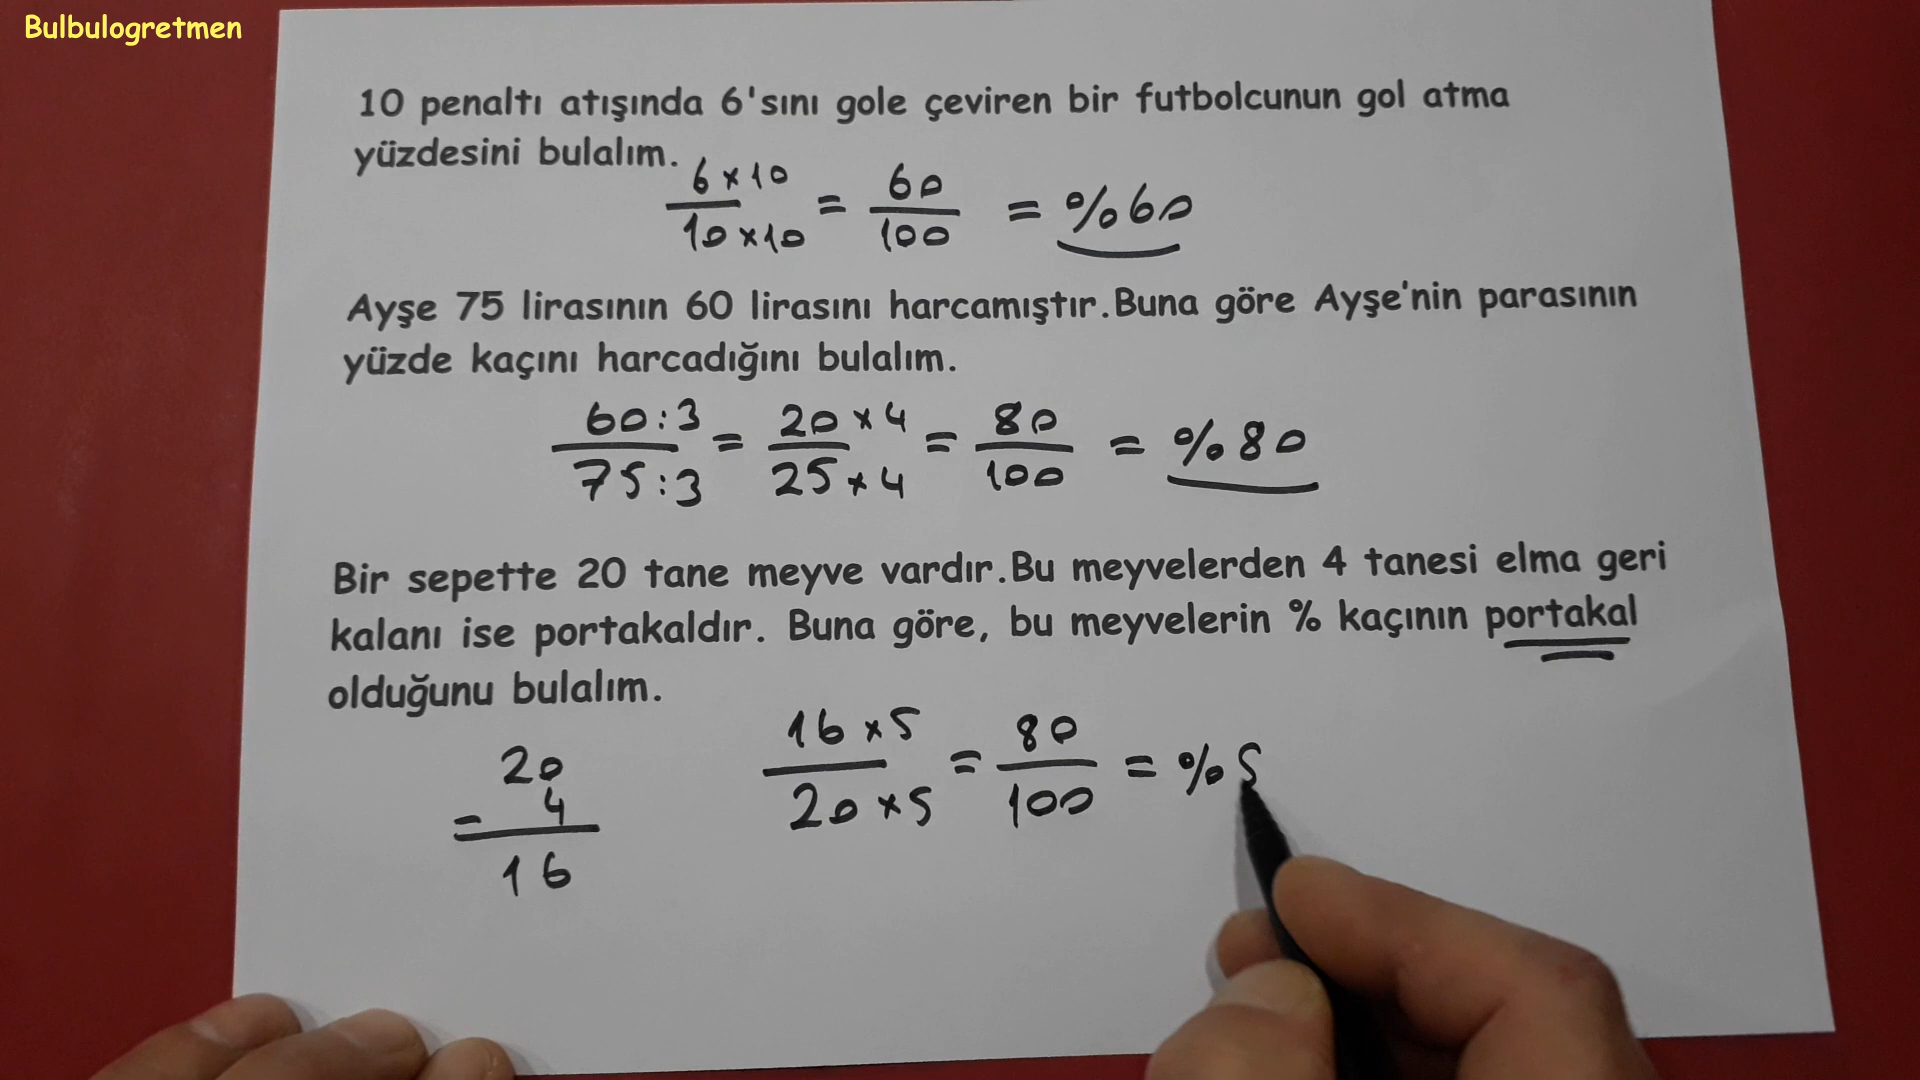 Bulbulogretmen
10 penaltı atışında 6'sını gole çeviren bir futbolcunun gol atma
yüzdesini bulalım.
6 x 10 / 10 x 10 = 60 / 100 = %60
Ayşe 75 lirasının 60 lirasını harcamıştır.Buna göre Ayşe'nin parasının
yüzde kaçını harcadığını bulalım.
60:3 / 75:3 = 20 x 4 / 25 x 4 = 80 / 100 = %80
Bir sepette 20 tane meyve vardır.Bu meyvelerden 4 tanesi elma geri
kalanı ise portakaldır. Buna göre, bu meyvelerin % kaçının portakal
olduğunu bulalım.
20
- 4
16
16 x 5 / 20 x 5 = 80 / 100 = %